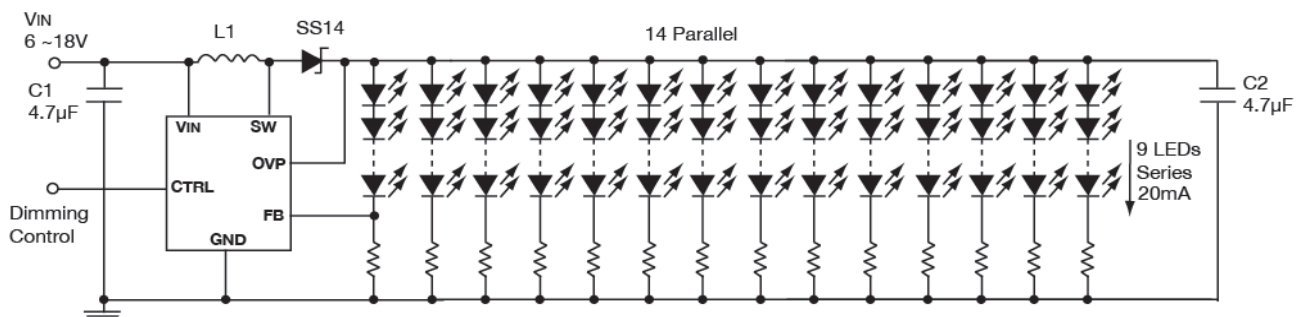 VIN
6 ~18V
L1
SS14
14 Parallel
C1
4.7µF
VIN
SW
OVP
CTRL
FB
GND
Dimming
Control
9 LEDs
Series
20mA
C2
4.7µF